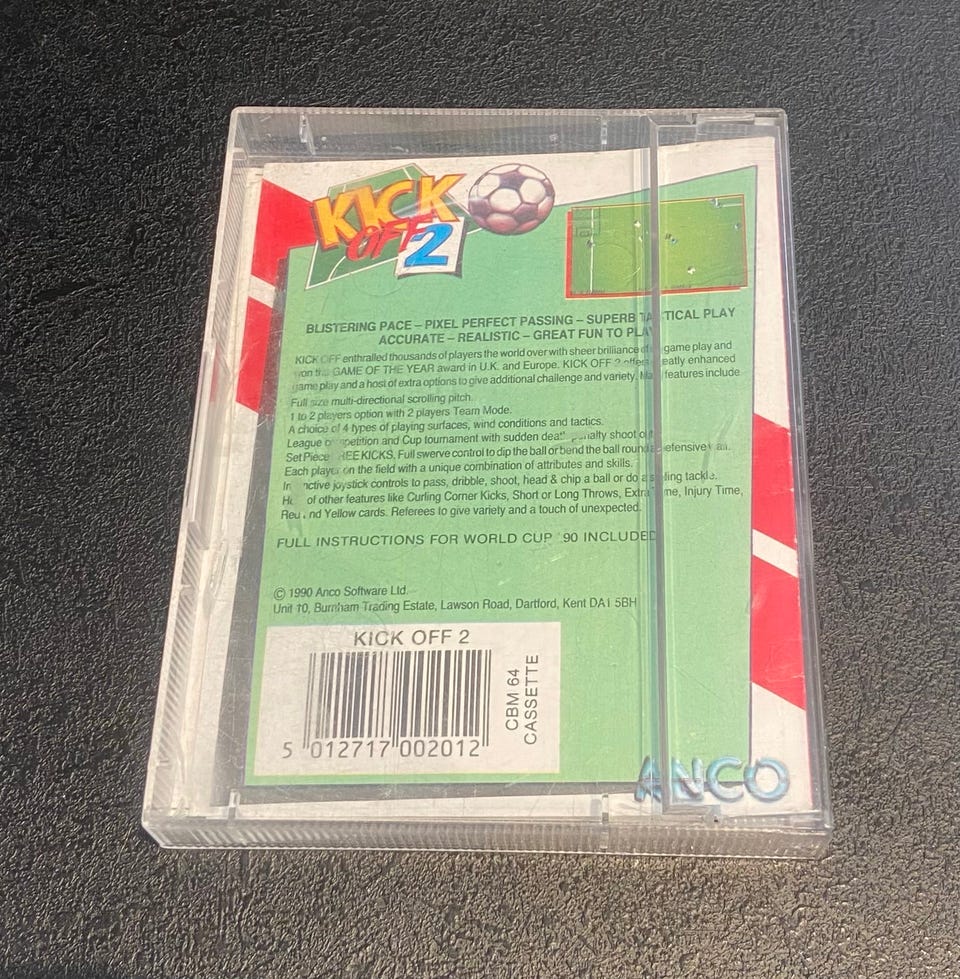 KICK
OFF 2
BLISTERING PACE – PIXEL PERFECT PASSING – SUPERB TACTICAL PLAY
ACCURATE – REALISTIC – GREAT FUN TO PLAY
KICK OFF enthralled thousands of players the world over with sheer brilliance of game play and
won the GAME OF THE YEAR award in U.K. and Europe. KICK OFF 2 offers greatly enhanced
game play and a host of extra options to give additional challenge and variety. Main features include
Full size multi-directional scrolling pitch.
1 to 2 players option with 2 players Team Mode.
A choice of 4 types of playing surfaces, wind conditions and tactics.
League competition and Cup tournament with sudden death penalty shoot out
Set Piece FREE KICKS, Full swerve control to dip the ball or bend the ball round a defensive wall.
Each player on the field with a unique combination of attributes and skills.
Instinctive joystick controls to pass, dribble, shoot, head & chip a ball or do a sliding tackle.
of other features like Curling Corner Kicks, Short or Long Throws, Extra Time, Injury Time,
Red and Yellow cards. Referees to give variety and a touch of unexpected.
FULL INSTRUCTIONS FOR WORLD CUP '90 INCLUDED
© 1990 Anco Software Ltd.
Unit 10, Burnham Trading Estate, Lawson Road, Dartford, Kent DA1 5BH
KICK OFF 2
CBM 64
CASSETTE
5 012717 002012
ANCO